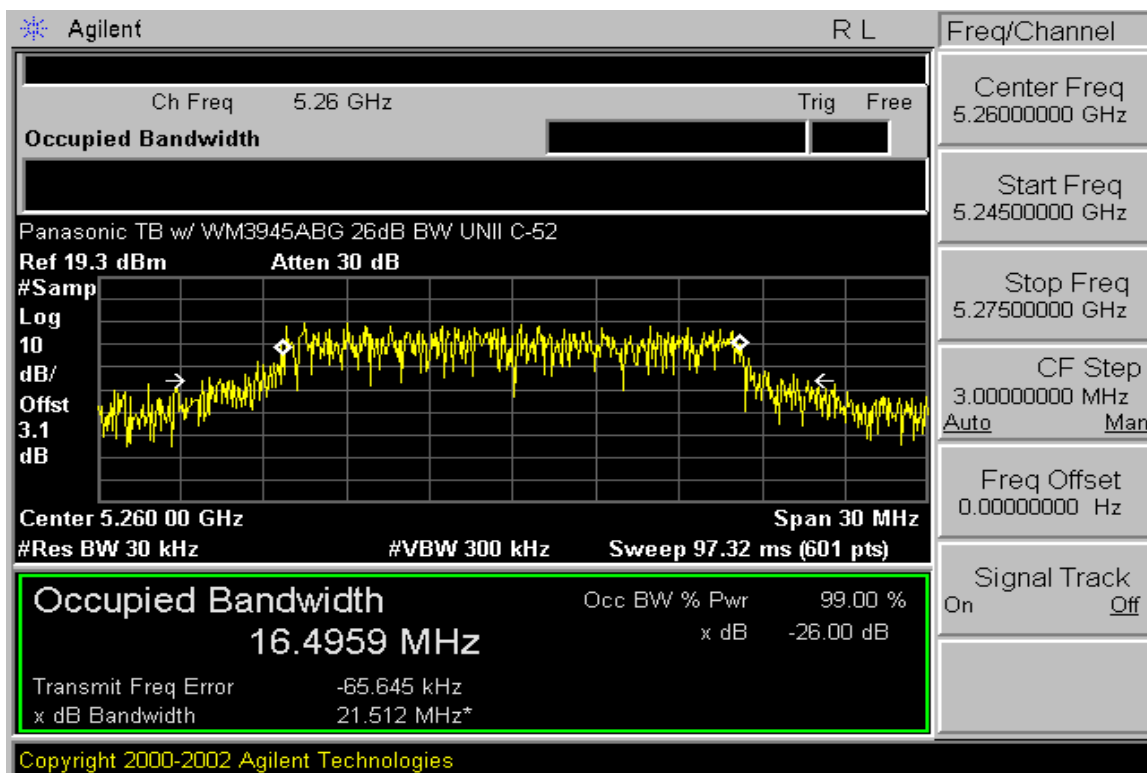 Agilent R L
Ch Freq 5.26 GHz Trig Free
Occupied Bandwidth
Panasonic TB w/ WM3945ABG 26dB BW UNII C-52
Ref 19.3 dBm Atten 30 dB
#Samp
Log
10
dB/
Offst
3.1
dB
Center 5.260 00 GHz Span 30 MHz
#Res BW 30 kHz #VBW 300 kHz Sweep 97.32 ms (601 pts)
Occupied Bandwidth
16.4959 MHz
Occ BW % Pwr 99.00 %
x dB -26.00 dB
Transmit Freq Error -65.645 kHz
x dB Bandwidth 21.512 MHz*
Copyright 2000-2002 Agilent Technologies
Freq/Channel
Center Freq
5.26000000 GHz
Start Freq
5.24500000 GHz
Stop Freq
5.27500000 GHz
CF Step
3.00000000 MHz
Auto Man
Freq Offset
0.00000000 Hz
Signal Track
On Off